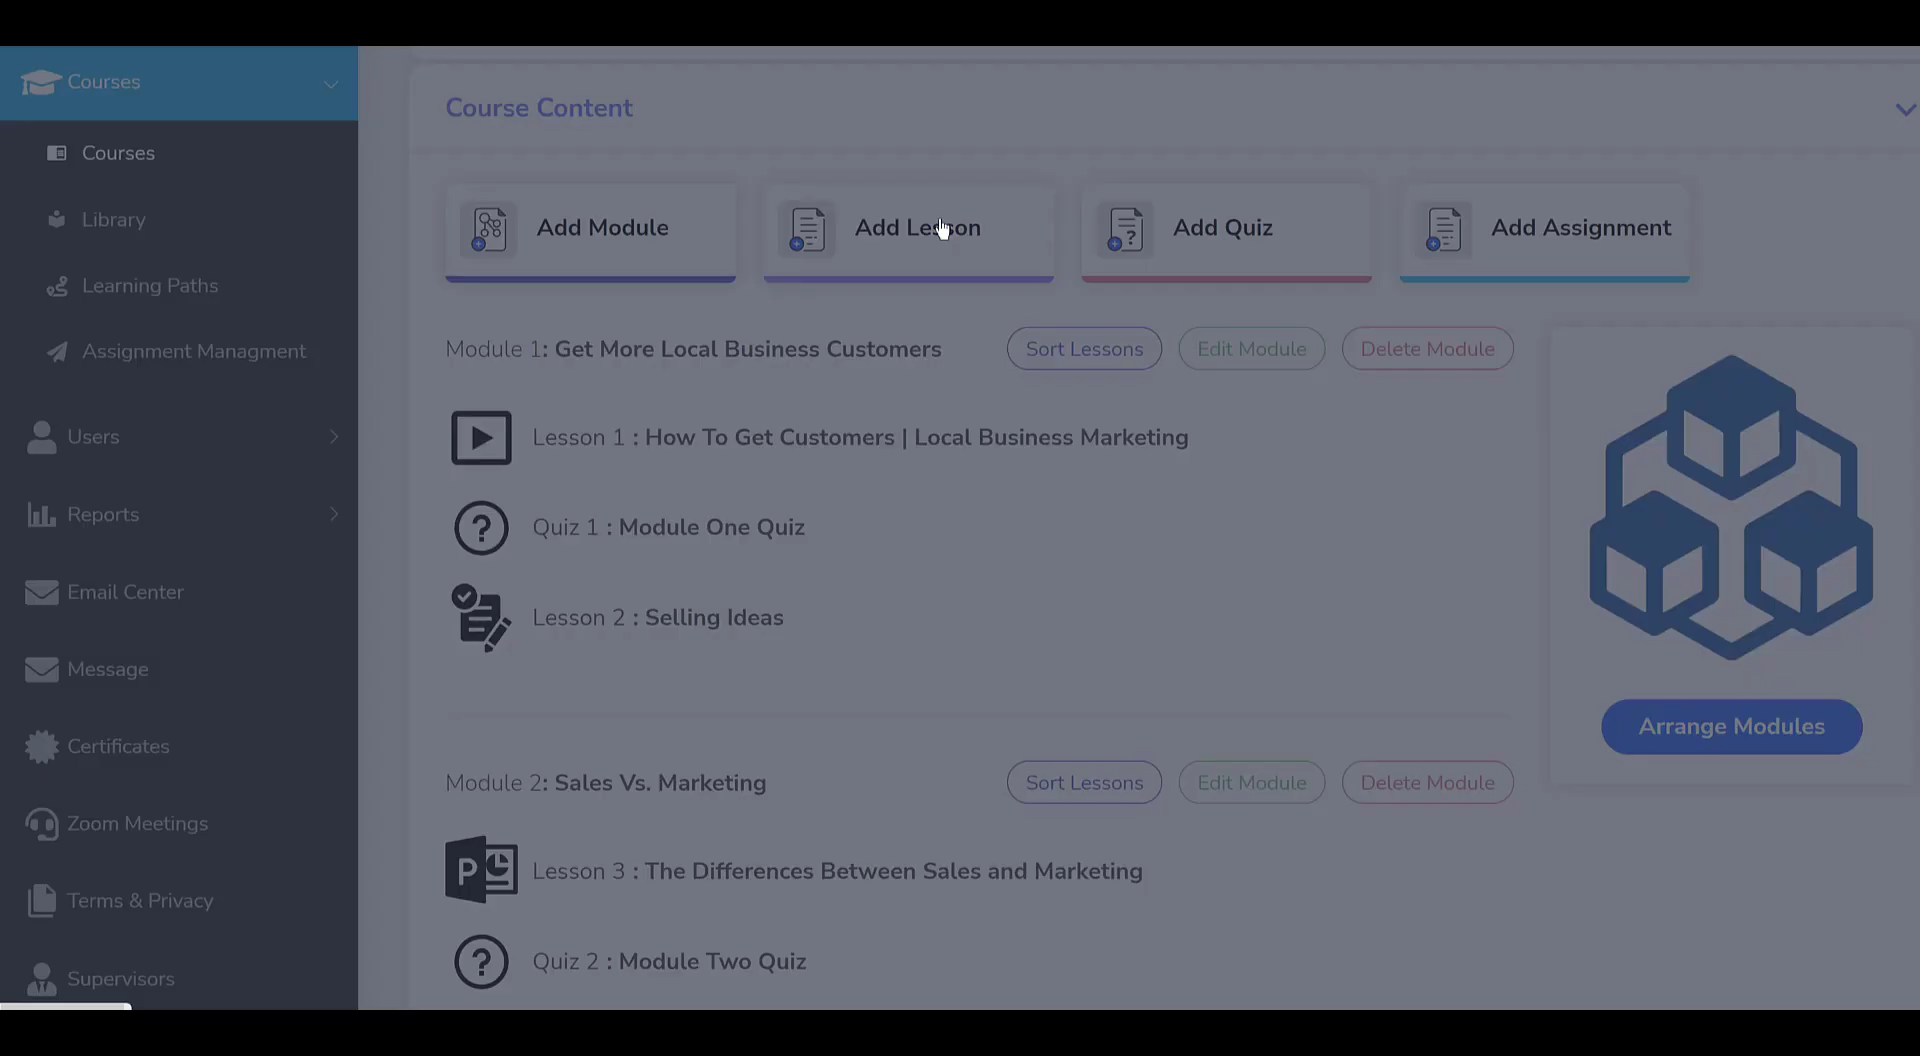 Courses
Courses
Library
Learning Paths
Assignment Managment
Users
Reports
Email Center
Message
Certificates
Zoom Meetings
Terms & Privacy
Supervisors
Course Content
Add Module
Add Lesson
Add Quiz
Add Assignment
Module 1: Get More Local Business Customers
Sort Lessons
Edit Module
Delete Module
Lesson 1 : How To Get Customers | Local Business Marketing
Quiz 1 : Module One Quiz
Lesson 2 : Selling Ideas
Arrange Modules
Module 2: Sales Vs. Marketing
Sort Lessons
Edit Module
Delete Module
P
Lesson 3 : The Differences Between Sales and Marketing
Quiz 2 : Module Two Quiz